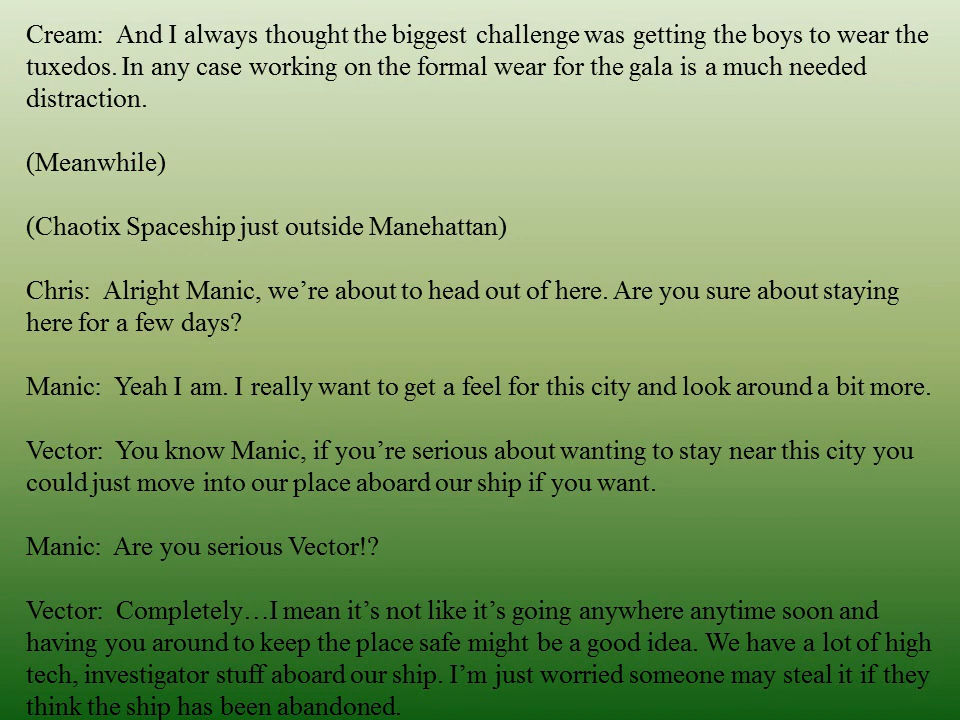 Cream:  And I always thought the biggest challenge was getting the boys to wear the
tuxedos. In any case working on the formal wear for the gala is a much needed
distraction.
(Meanwhile)
(Chaotix Spaceship just outside Manehattan)
Chris:  Alright Manic, we’re about to head out of here. Are you sure about staying
here for a few days?
Manic:  Yeah I am. I really want to get a feel for this city and look around a bit more.
Vector:  You know Manic, if you’re serious about wanting to stay near this city you
could just move into our place aboard our ship if you want.
Manic:  Are you serious Vector!?
Vector:  Completely…I mean it’s not like it’s going anywhere anytime soon and
having you around to keep the place safe might be a good idea. We have a lot of high
tech, investigator stuff aboard our ship. I’m just worried someone may steal it if they
think the ship has been abandoned.